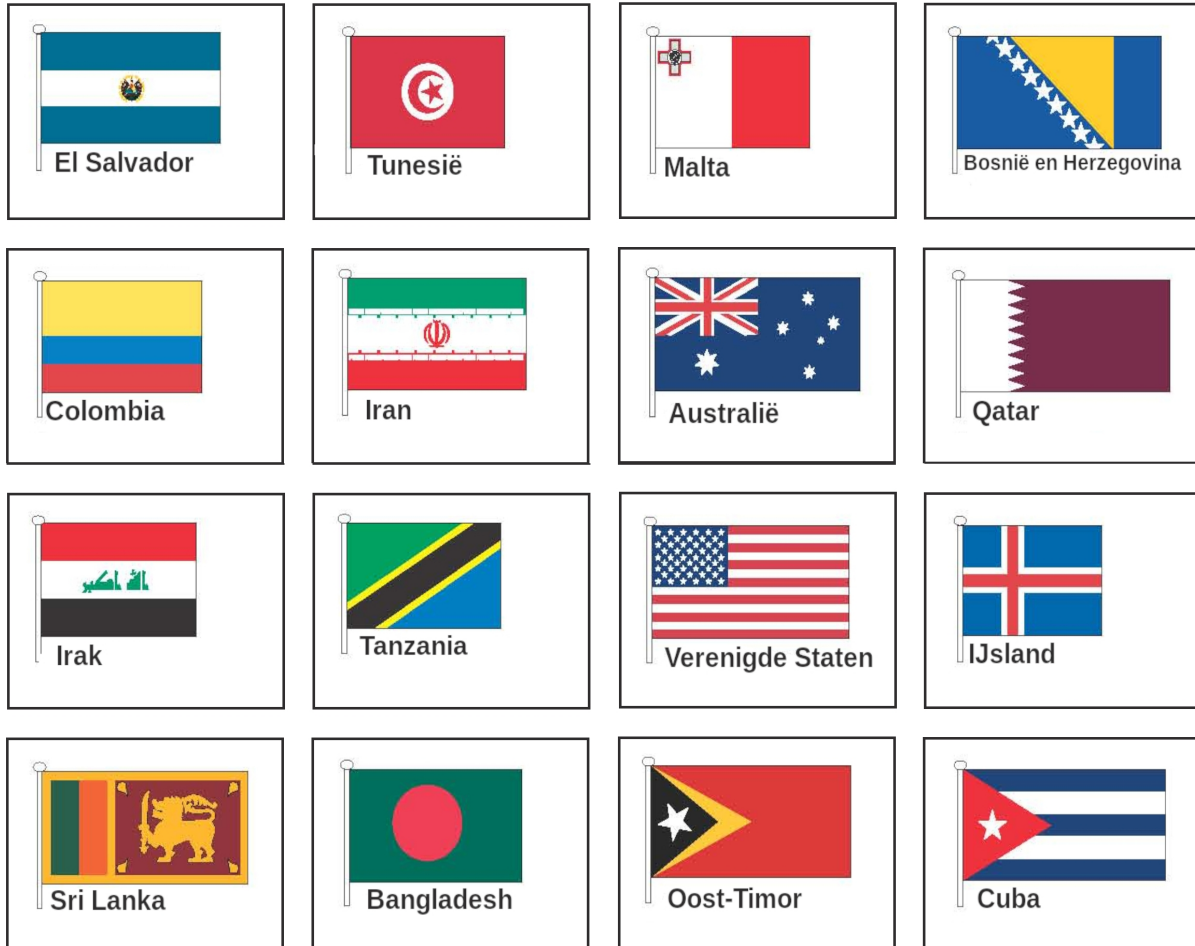 El Salvador
Tunesië
Malta
Bosnië en Herzegovina
Colombia
Iran
Australië
Qatar
Irak
Tanzania
Verenigde Staten
IJsland
Sri Lanka
Bangladesh
Oost-Timor
Cuba